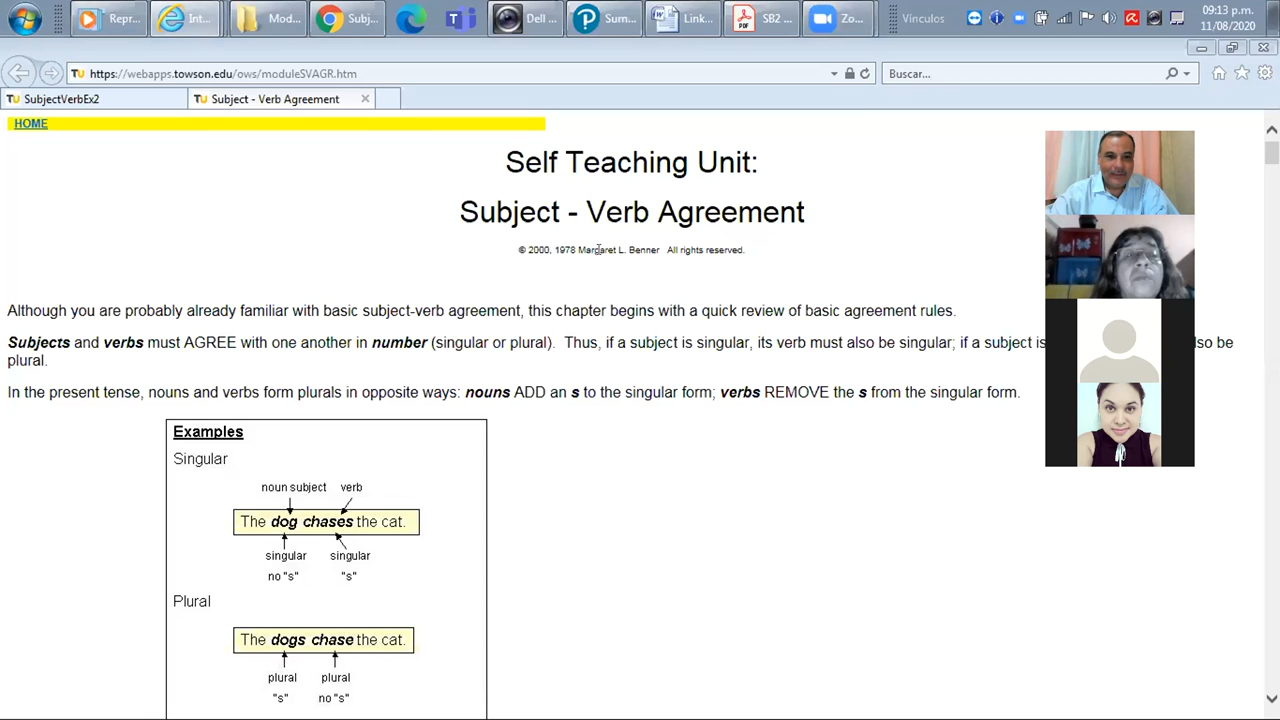 Repr...
Int...
Mod...
Subj...
Dell ...
Sum...
Link...
SB2 ...
Zo...
Vínculos
09:13 p.m.
11/08/2020
https://webapps.towson.edu/ows/moduleSVAGR.htm
Buscar...
SubjectVerbEx2
Subject - Verb Agreement
HOME
Self Teaching Unit:
Subject - Verb Agreement
© 2000, 1978 Margaret L. Benner All rights reserved.
Although you are probably already familiar with basic subject-verb agreement, this chapter begins with a quick review of basic agreement rules.
Subjects and verbs must AGREE with one another in number (singular or plural). Thus, if a subject is singular, its verb must also be singular; if a subject is be
plural.
In the present tense, nouns and verbs form plurals in opposite ways: nouns ADD an s to the singular form; verbs REMOVE the s from the singular form.
Examples
Singular
noun subject verb
The dog chases the cat.
singular singular
no "s" "s"
Plural
The dogs chase the cat.
plural plural
"s" no "s"